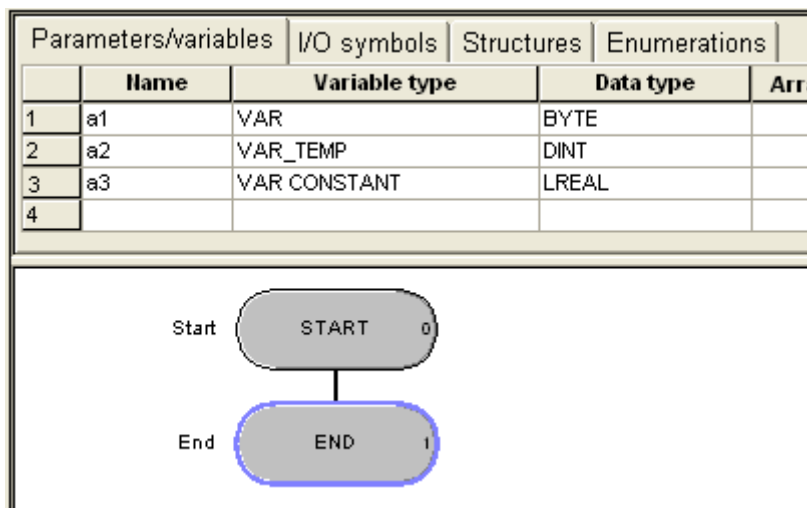 Parameters/variables I/O symbols Structures Enumerations
Name Variable type Data type Arr
1 a1 VAR BYTE
2 a2 VAR_TEMP DINT
3 a3 VAR CONSTANT LREAL
4
Start START 0
End END 1